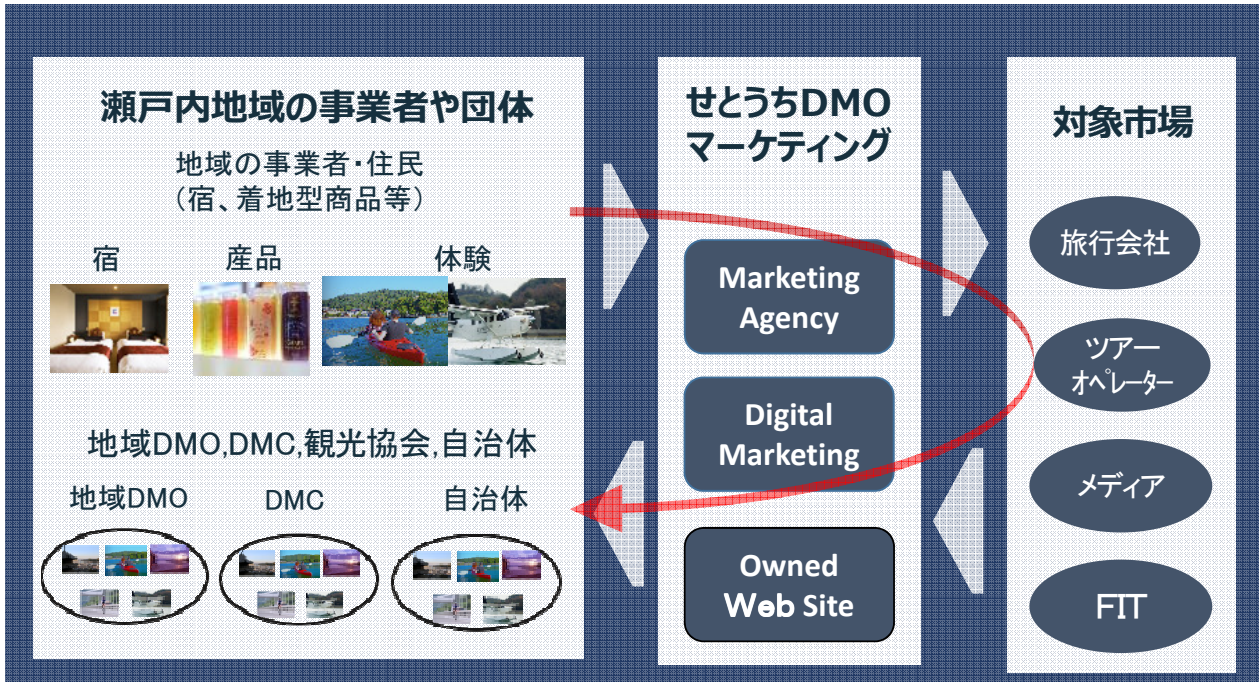 瀬戸内地域の事業者や団体
地域の事業者・住民
(宿、着地型商品等)
宿
産品
体験
地域DMO,DMC,観光協会,自治体
地域DMO
DMC
自治体
せとうちDMO
マーケティング
Marketing
Agency
Digital
Marketing
Owned
Web Site
対象市場
旅行会社
ツアー
オペレーター
メディア
FIT